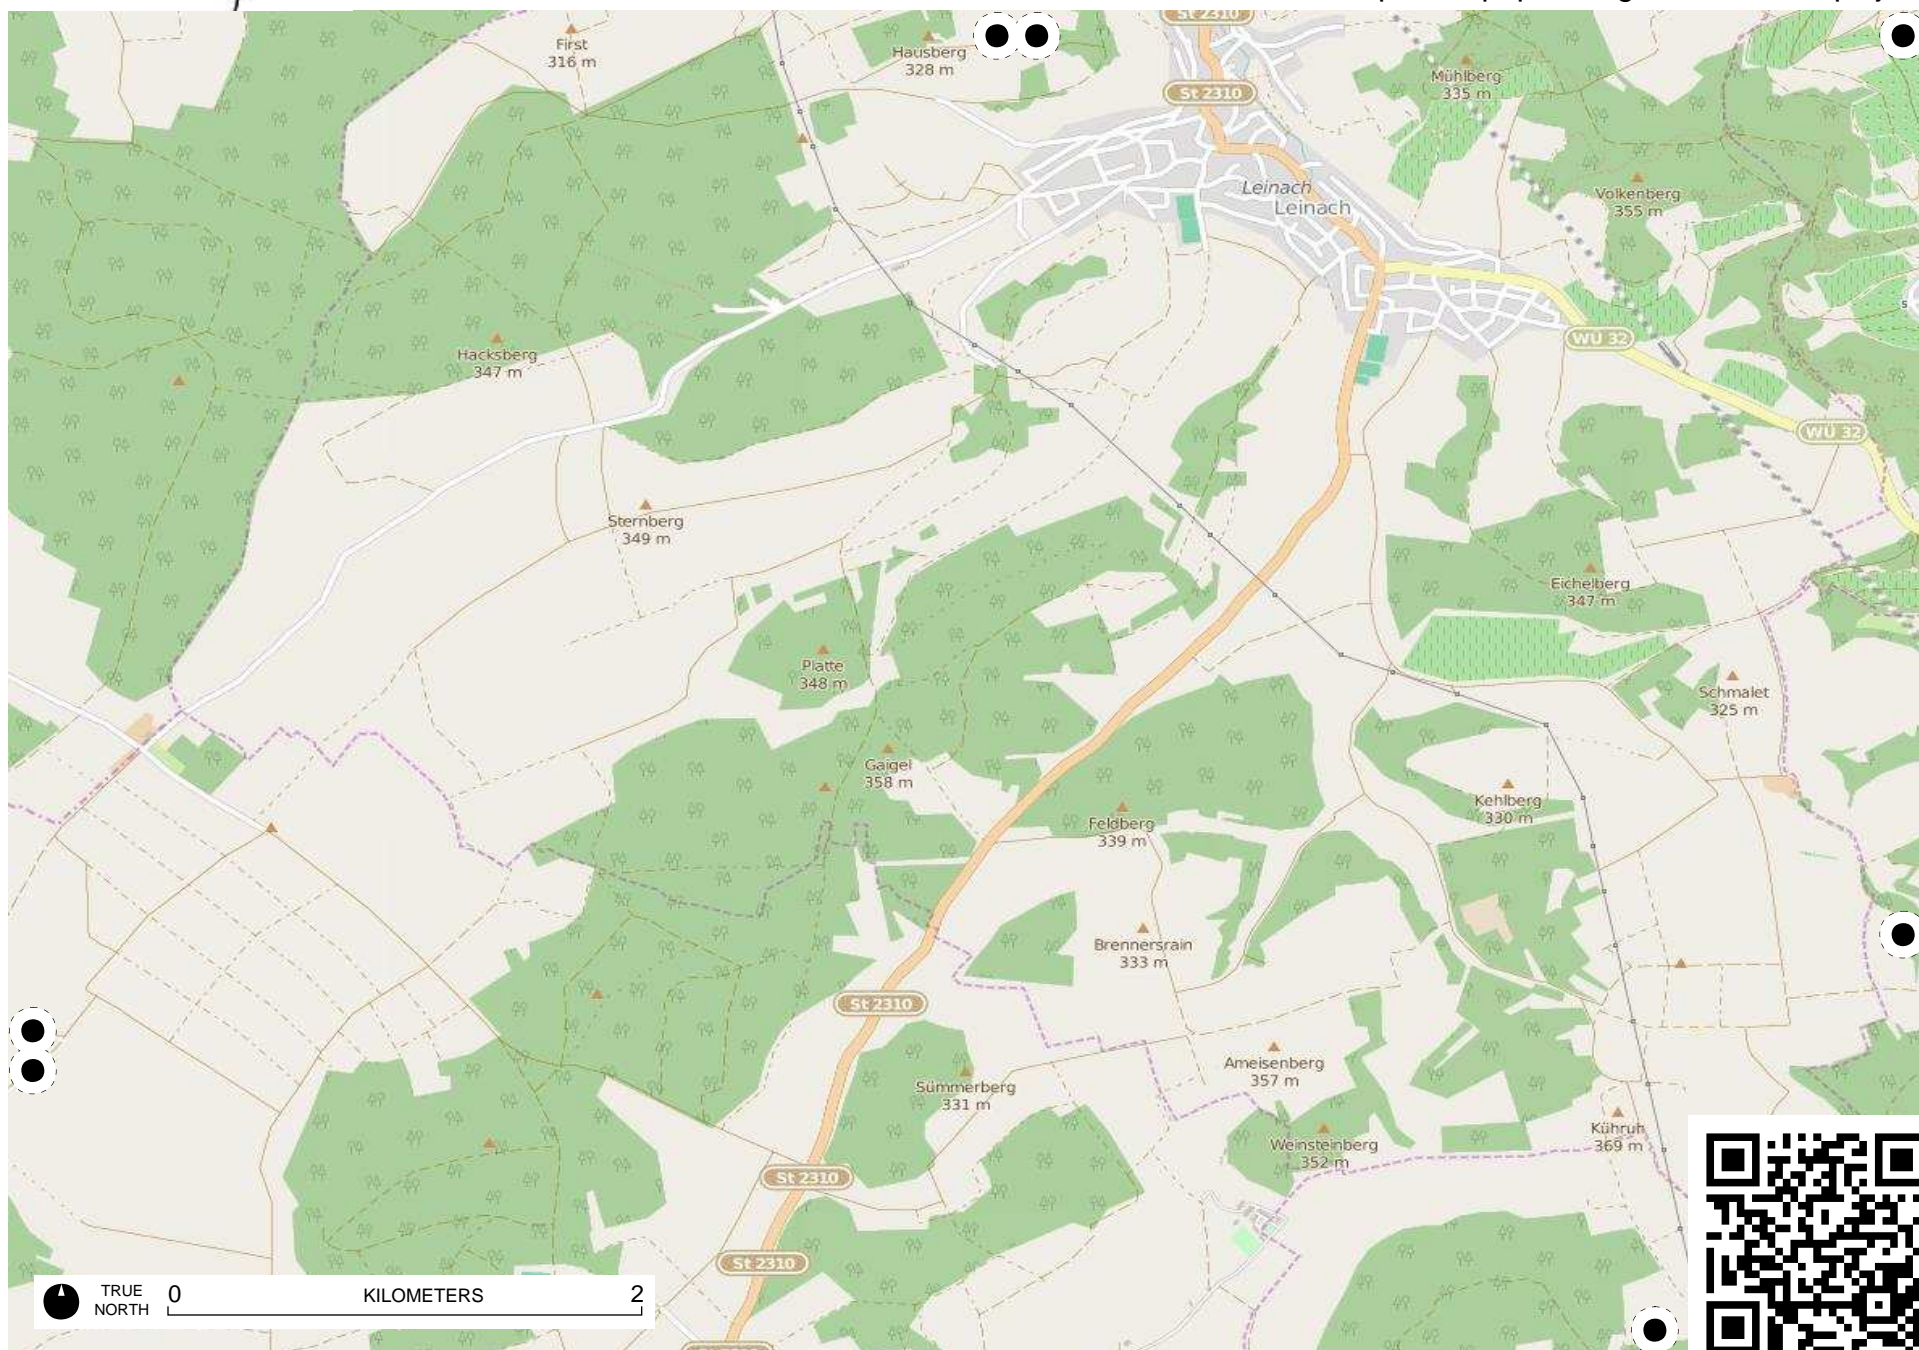 St 2310
First
316 m
Hausberg
328 m
Mühlberg
335 m
St 2310
Leinach
Leinach
Volkenberg
355 m
Hacksberg
347 m
WÜ 32
WÜ 32
Sternberg
349 m
Eichelberg
347 m
Platte
348 m
Schmalet
325 m
Gaigel
358 m
Kehlberg
330 m
Feldberg
339 m
Brennersrain
333 m
St 2310
Ameisenberg
357 m
Sümmerberg
331 m
Kühruh
369 m
Weinsteinberg
352 m
St 2310
St 2310
TRUE
NORTH
0
KILOMETERS
2